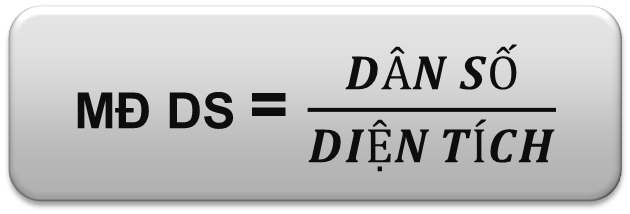 MĐ DS = DÂN SỐ
DIỆN TÍCH